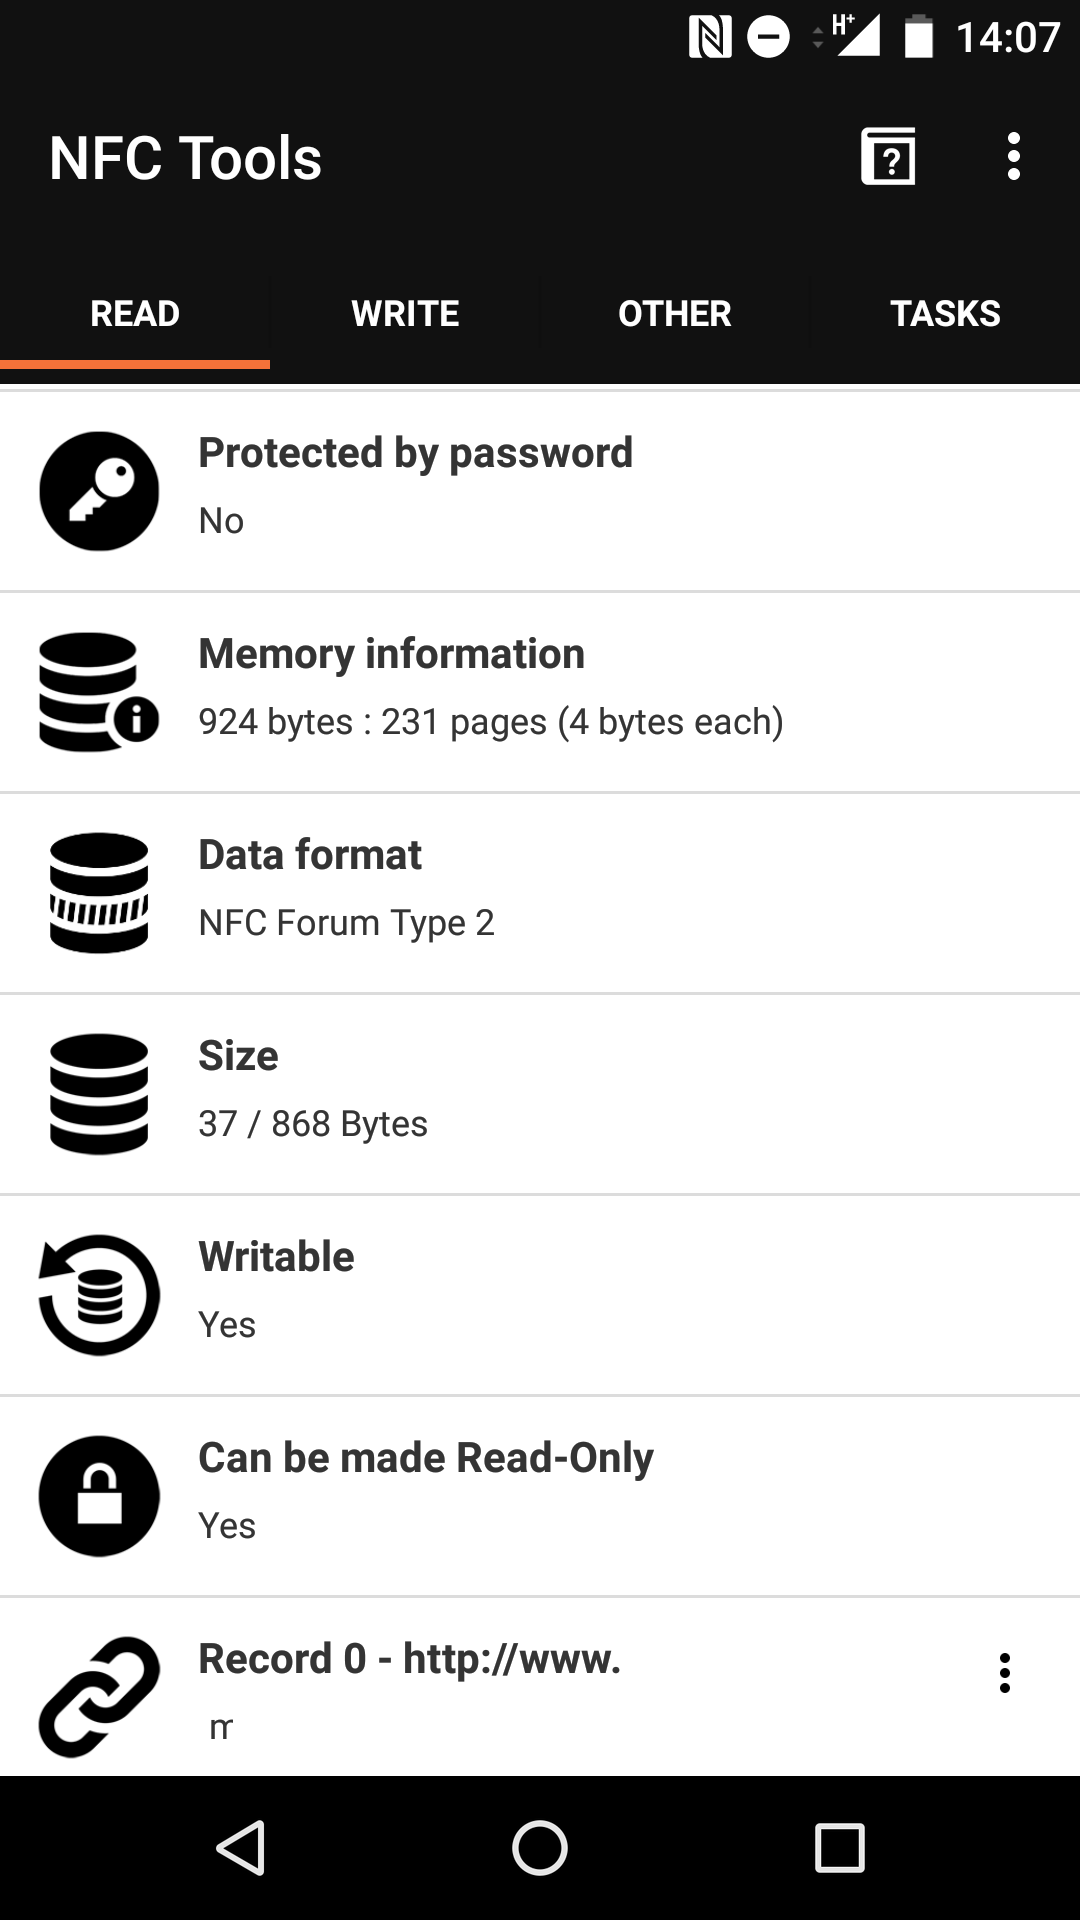 H+ 14:07
NFC Tools
READ WRITE OTHER TASKS
Protected by password
No
Memory information
924 bytes : 231 pages (4 bytes each)
Data format
NFC Forum Type 2
Size
37 / 868 Bytes
Writable
Yes
Can be made Read-Only
Yes
Record 0 - http://www.